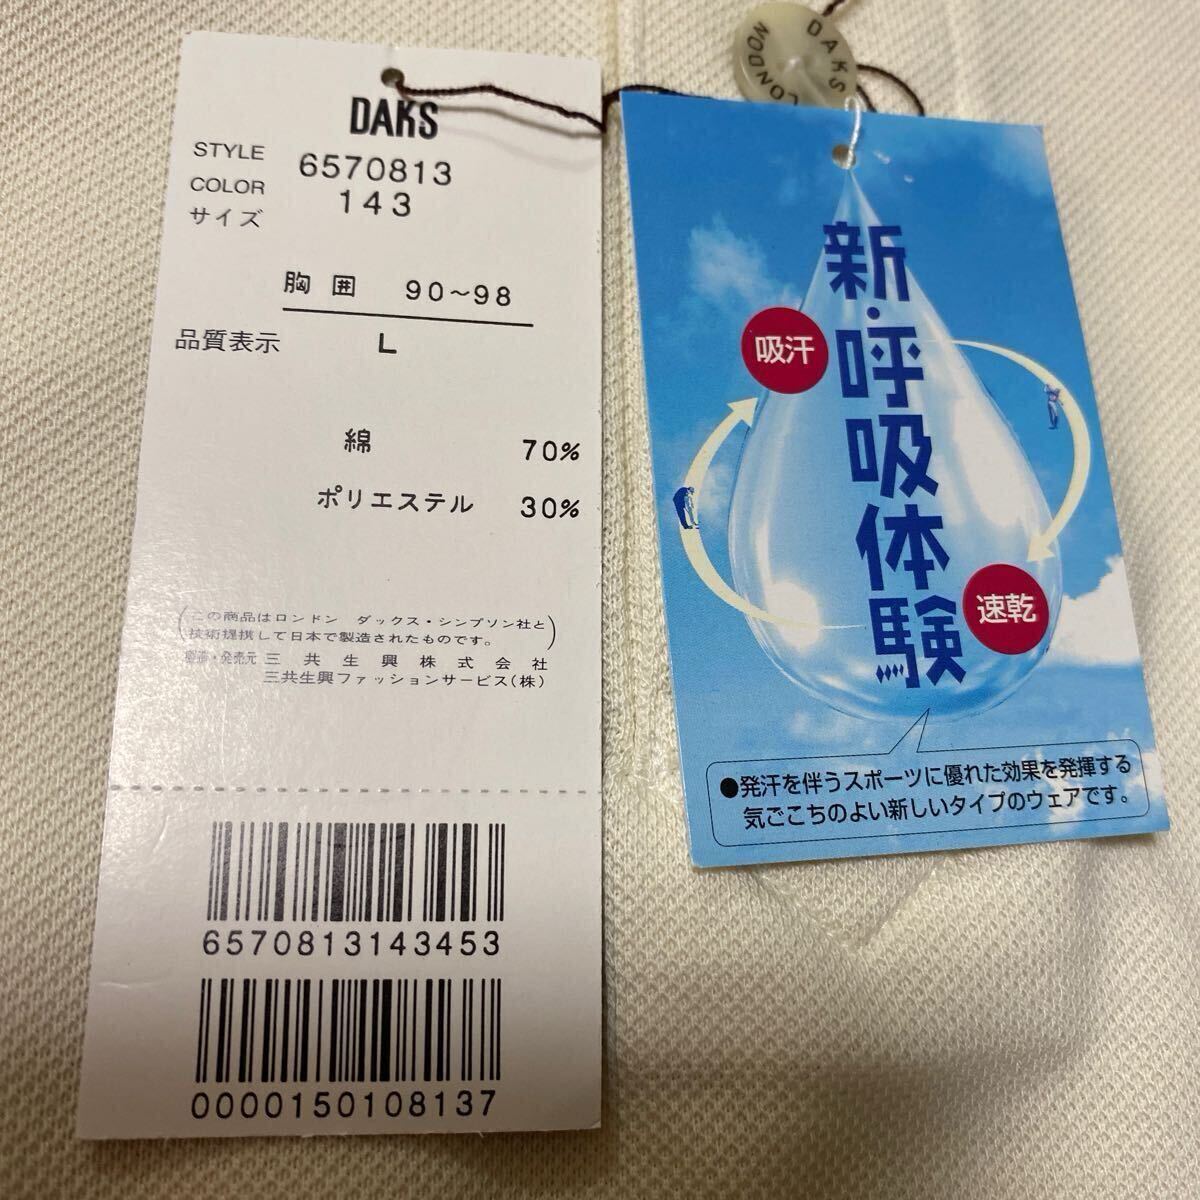 DAKS
STYLE 6570813
COLOR 143
サイズ
胸囲 90~98
品質表示 L
綿 70%
ポリエステル 30%
(この商品はロンドン ダックス・シンプソン社と
技術提携して日本で製造されたものです。)
・発売元 三共生興株式会社
三共生興ファッションサービス(株)
6570813143453
0000150108137
DAKS LONDON
新・呼吸体験
吸汗
速乾
●発汗を伴うスポーツに優れた効果を発揮する
気ごこちのよい新しいタイプのウェアです。